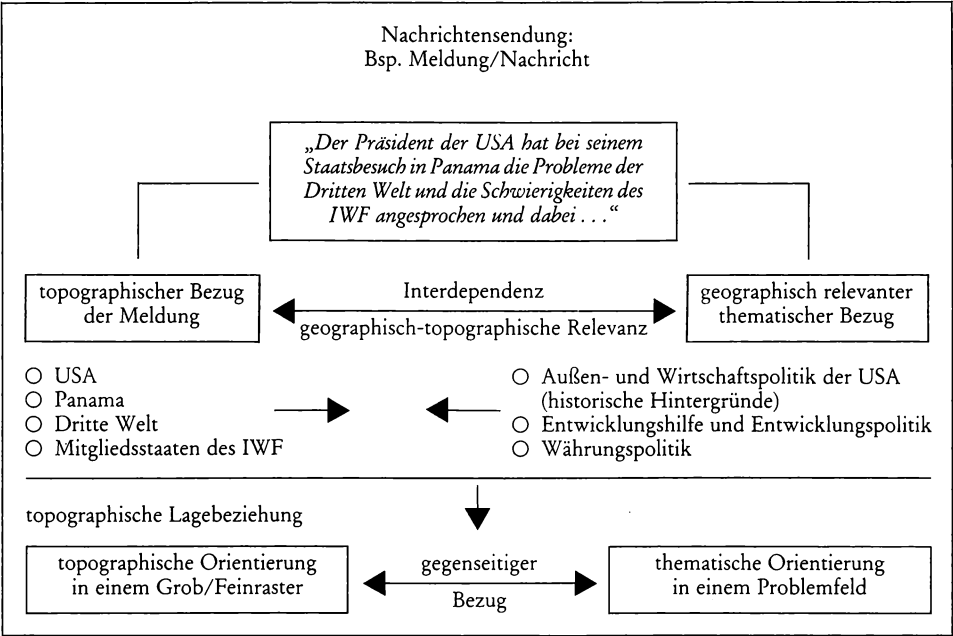 Nachrichtensendung:
Bsp. Meldung/Nachricht
„Der Präsident der USA hat bei seinem
Staatsbesuch in Panama die Probleme der
Dritten Welt und die Schwierigkeiten des
IWF angesprochen und dabei . . .“
topographischer Bezug
der Meldung
Interdependenz
geographisch-topographische Relevanz
geographisch relevanter
thematischer Bezug
○ USA
○ Panama
○ Dritte Welt
○ Mitgliedsstaaten des IWF
○ Außen- und Wirtschaftspolitik der USA
(historische Hintergründe)
○ Entwicklungshilfe und Entwicklungspolitik
○ Währungspolitik
topographische Lagebeziehung
topographische Orientierung
in einem Grob/Feinraster
gegenseitiger
Bezug
thematische Orientierung
in einem Problemfeld